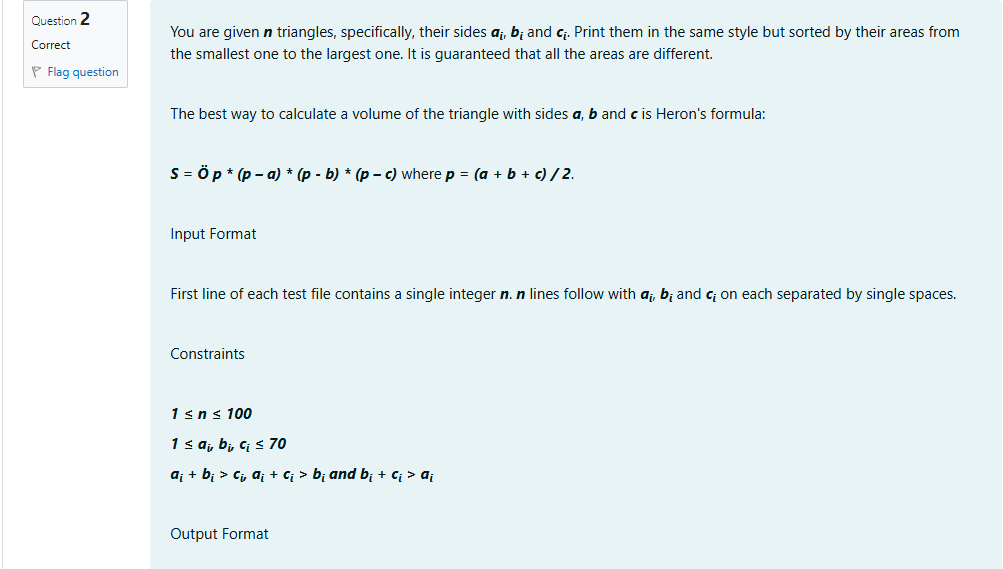 Question 2
Correct
Flag question
You are given n triangles, specifically, their sides ai, bi and ci. Print them in the same style but sorted by their areas from
the smallest one to the largest one. It is guaranteed that all the areas are different.
The best way to calculate a volume of the triangle with sides a, b and c is Heron's formula:
S = Ö p * (p – a) * (p - b) * (p – c) where p = (a + b + c) / 2.
Input Format
First line of each test file contains a single integer n. n lines follow with ai, bi and ci on each separated by single spaces.
Constraints
1 ≤ n ≤ 100
1 ≤ ai, bi, ci ≤ 70
ai + bi > ci, ai + ci > bi and bi + ci > ai
Output Format